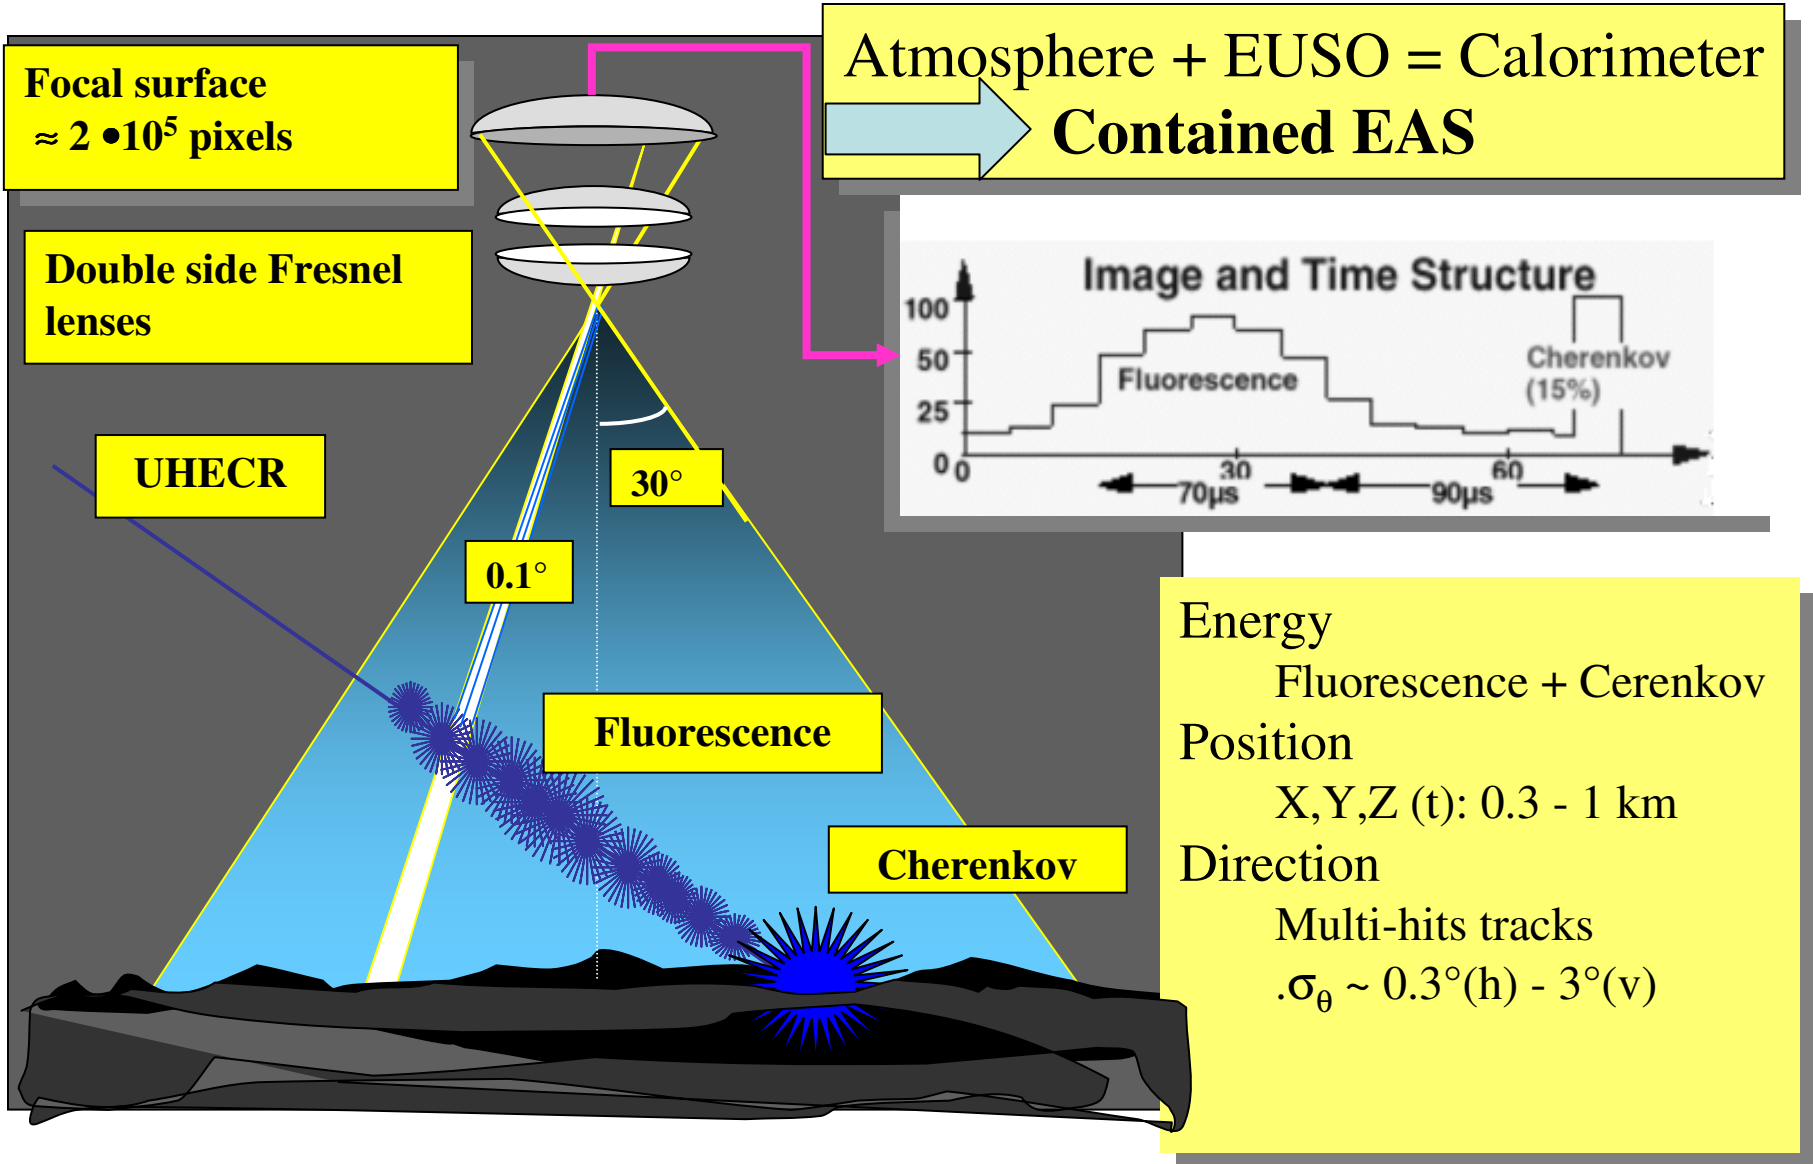 Focal surface
≈ 2 •10⁵ pixels
Atmosphere + EUSO = Calorimeter
Contained EAS
Double side Fresnel
lenses
Image and Time Structure
100
50
25
0
0
30
60
Fluorescence
Cherenkov
(15%)
70µs
90µs
UHECR
30°
0.1°
Fluorescence
Cherenkov
Energy
Fluorescence + Cerenkov
Position
X,Y,Z (t): 0.3 - 1 km
Direction
Multi-hits tracks
.σθ ~ 0.3°(h) - 3°(v)